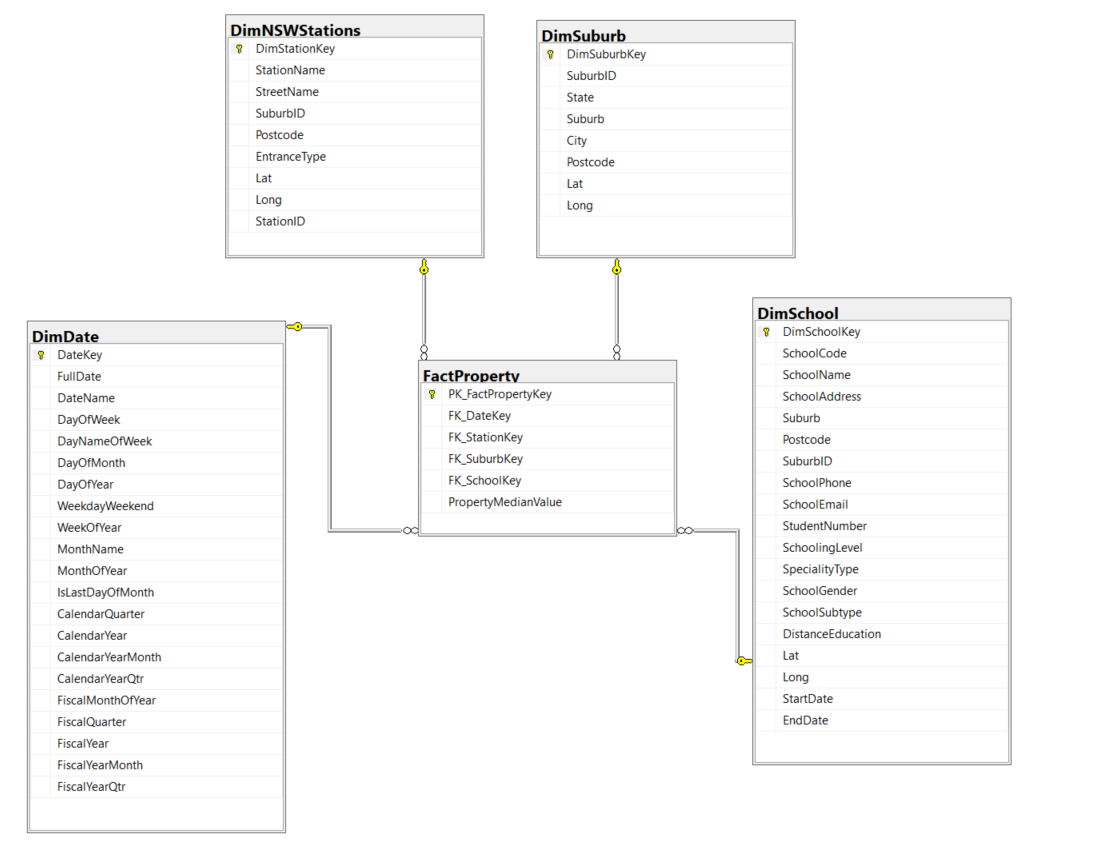 DimNSWStations
DimStationKey
StationName
StreetName
SuburbID
Postcode
EntranceType
Lat
Long
StationID
DimSuburb
DimSuburbKey
SuburbID
State
Suburb
City
Postcode
Lat
Long
DimDate
DateKey
FullDate
DateName
DayOfWeek
DayNameOfWeek
DayOfMonth
DayOfYear
WeekdayWeekend
WeekOfYear
MonthName
MonthOfYear
IsLastDayOfMonth
CalendarQuarter
CalendarYear
CalendarYearMonth
CalendarYearQtr
FiscalMonthOfYear
FiscalQuarter
FiscalYear
FiscalYearMonth
FiscalYearQtr
FactProperty
PK_FactPropertyKey
FK_DateKey
FK_StationKey
FK_SuburbKey
FK_SchoolKey
PropertyMedianValue
DimSchool
DimSchoolKey
SchoolCode
SchoolName
SchoolAddress
Suburb
Postcode
SuburbID
SchoolPhone
SchoolEmail
StudentNumber
SchoolingLevel
SpecialityType
SchoolGender
SchoolSubtype
DistanceEducation
Lat
Long
StartDate
EndDate